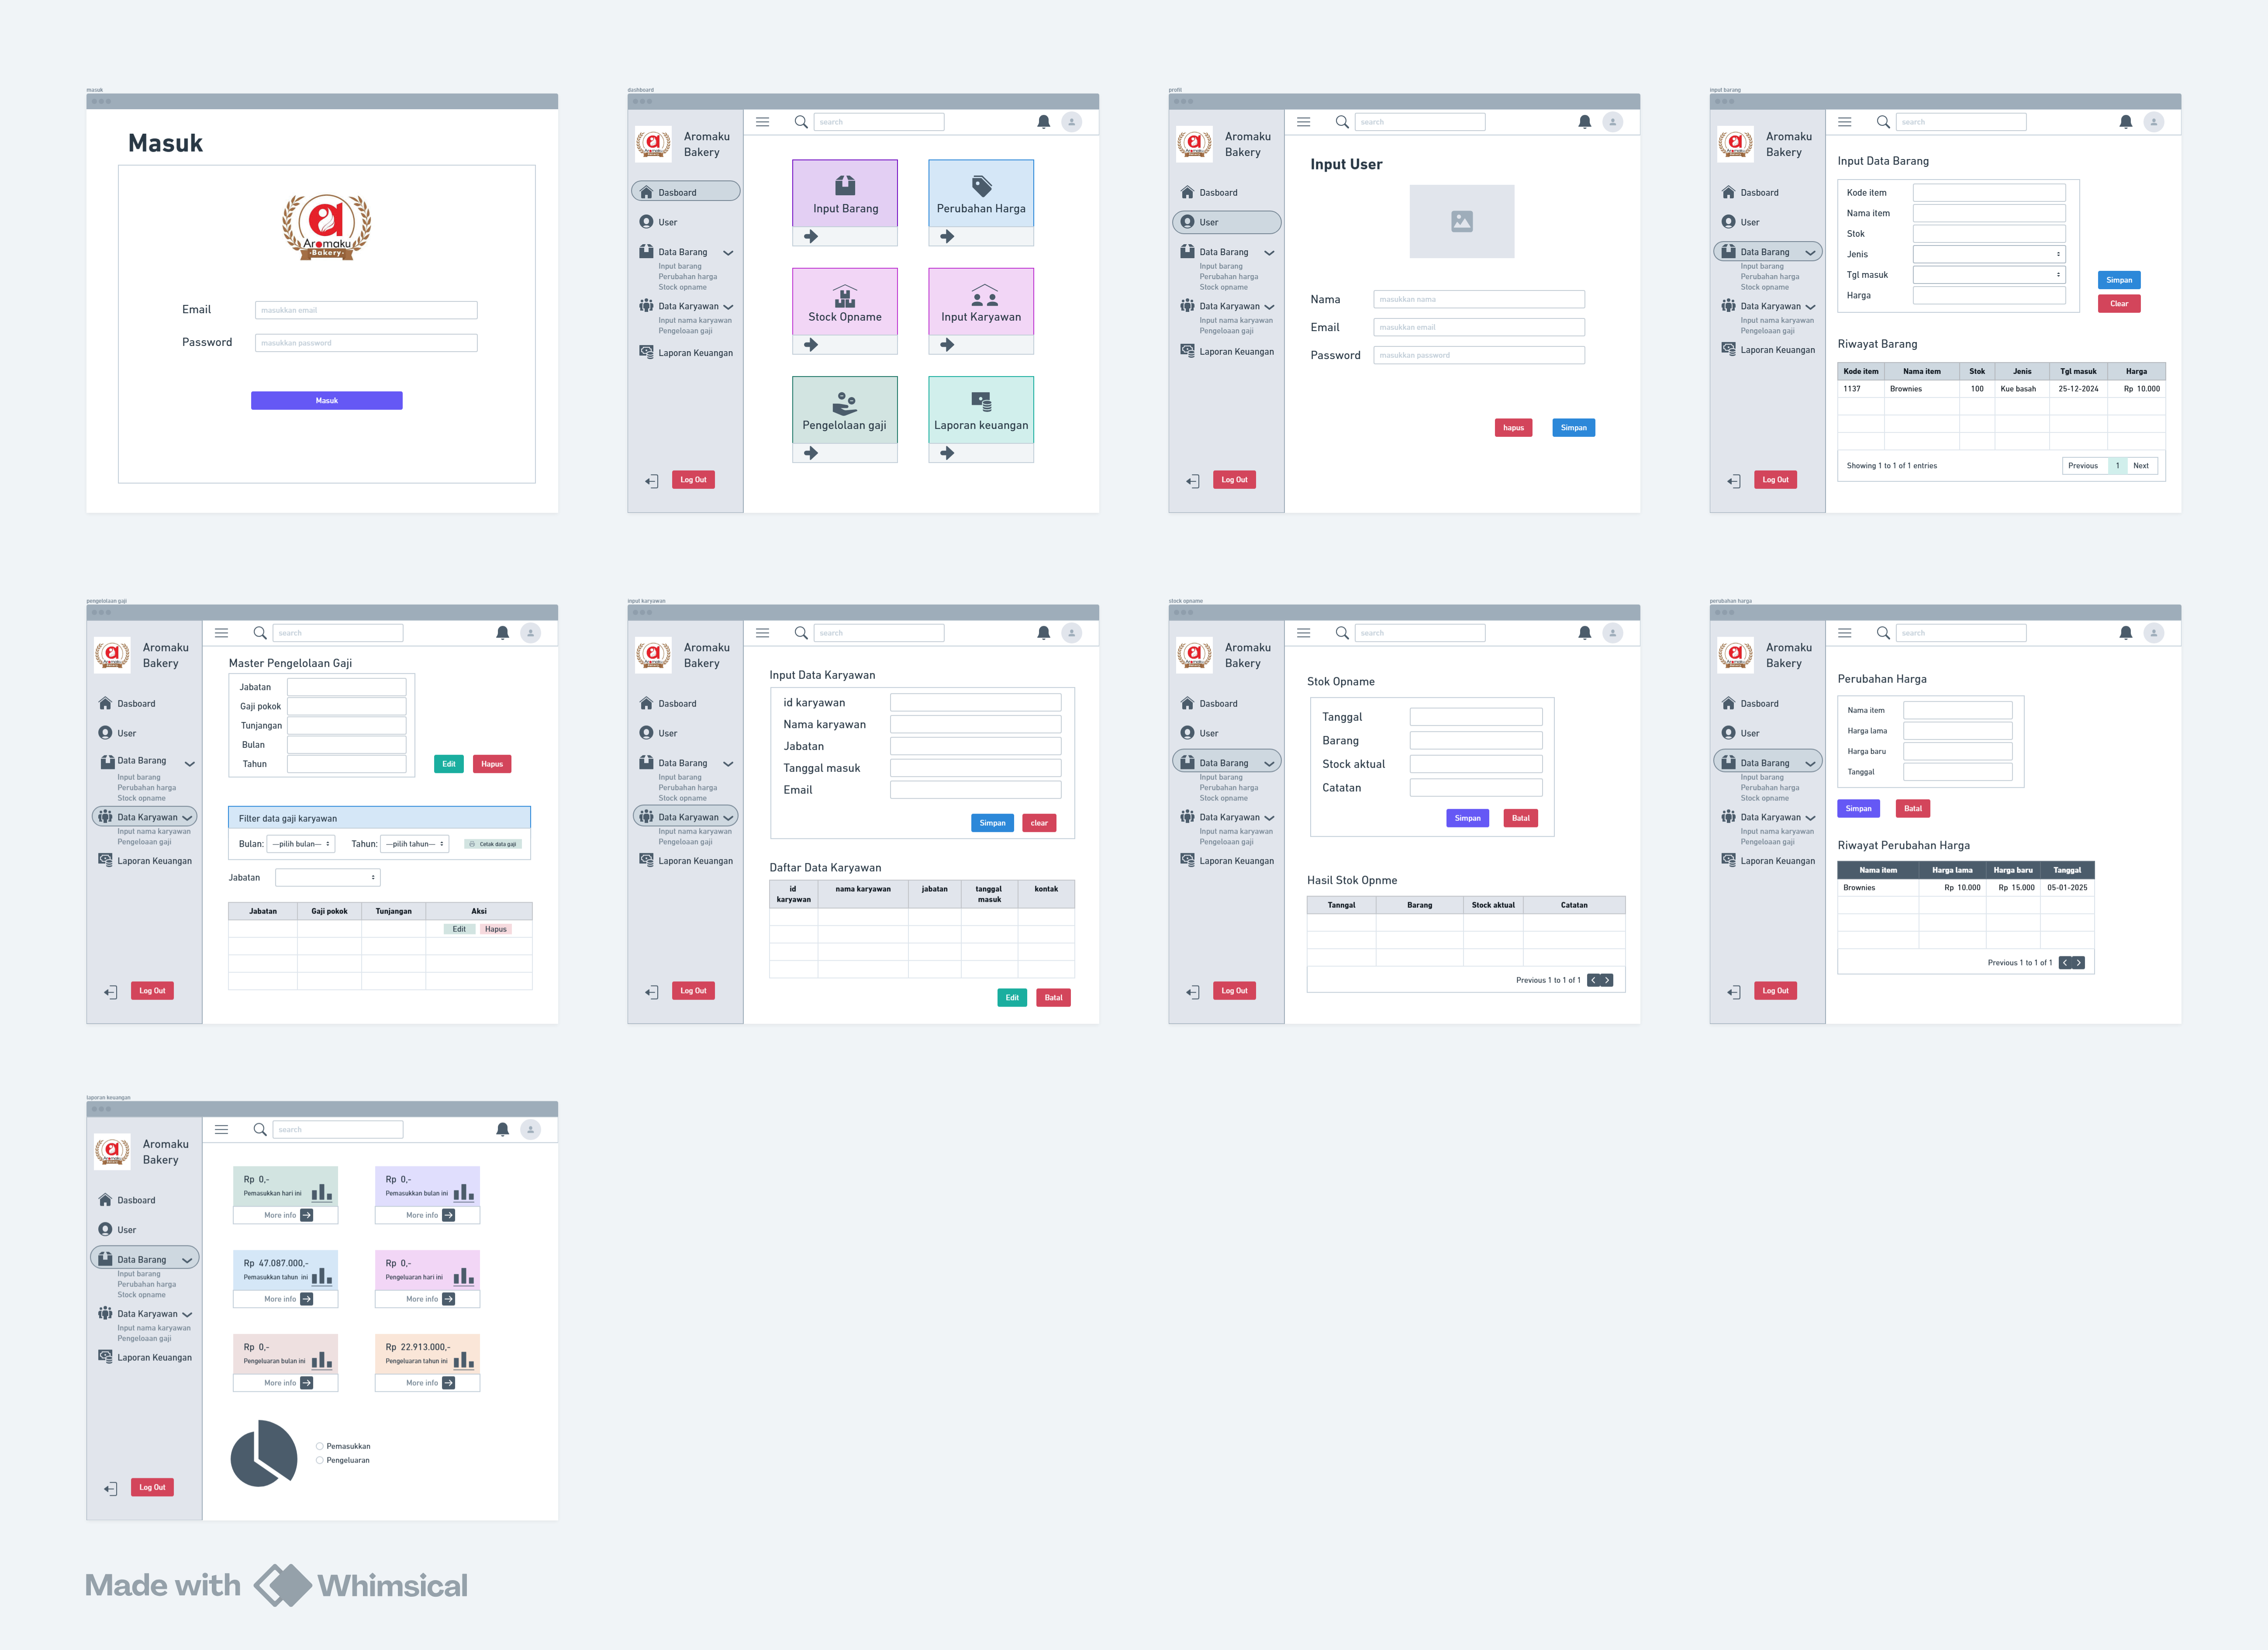 masuk
Masuk
Aromaku
Bakery
Email
masukkan email
Password
masukkan password
Masuk
dashboard
search
Aromaku
Bakery
Dasboard
User
Data Barang
Input barang
Perubahan harga
Stock opname
Data Karyawan
Input nama karyawan
Pengeloaan gaji
Laporan Keuangan
Log Out
Input Barang
Perubahan Harga
Stock Opname
Input Karyawan
Pengelolaan gaji
Laporan keuangan
profil
search
Aromaku
Bakery
Dasboard
User
Data Barang
Input barang
Perubahan harga
Stock opname
Data Karyawan
Input nama karyawan
Pengeloaan gaji
Laporan Keuangan
Log Out
Input User
Nama
masukkan nama
Email
masukkan email
Password
masukkan password
hapus
Simpan
input barang
search
Aromaku
Bakery
Dasboard
User
Data Barang
Input barang
Perubahan harga
Stock opname
Data Karyawan
Input nama karyawan
Pengeloaan gaji
Laporan Keuangan
Log Out
Input Data Barang
Kode item
Nama item
Stok
Jenis
Tgl masuk
Harga
Simpan
Clear
Riwayat Barang
Kode item Nama item Stok Jenis Tgl masuk Harga
1137 Brownies 100 Kue basah 25-12-2024 Rp 10.000
Showing 1 to 1 of 1 entries
Previous 1 Next
pengelolaan gaji
search
Aromaku
Bakery
Dasboard
User
Data Barang
Input barang
Perubahan harga
Stock opname
Data Karyawan
Input nama karyawan
Pengeloaan gaji
Laporan Keuangan
Log Out
Master Pengelolaan Gaji
Jabatan
Gaji pokok
Tunjangan
Bulan
Tahun
Edit
Hapus
Filter data gaji karyawan
Bulan: —pilih bulan— Tahun: —pilih tahun— Cetak data gaji
Jabatan
Jabatan Gaji pokok Tunjangan Aksi
Edit Hapus
input karyawan
search
Aromaku
Bakery
Dasboard
User
Data Barang
Input barang
Perubahan harga
Stock opname
Data Karyawan
Input nama karyawan
Pengeloaan gaji
Laporan Keuangan
Log Out
Input Data Karyawan
id karyawan
Nama karyawan
Jabatan
Tanggal masuk
Email
Simpan
clear
Daftar Data Karyawan
id karyawan nama karyawan jabatan tanggal masuk kontak
Edit
Batal
stock opname
search
Aromaku
Bakery
Dasboard
User
Data Barang
Input barang
Perubahan harga
Stock opname
Data Karyawan
Input nama karyawan
Pengeloaan gaji
Laporan Keuangan
Log Out
Stok Opname
Tanggal
Barang
Stock aktual
Catatan
Simpan
Batal
Hasil Stok Opnme
Tanngal Barang Stock aktual Catatan
Previous 1 to 1 of 1
perubahan harga
search
Aromaku
Bakery
Dasboard
User
Data Barang
Input barang
Perubahan harga
Stock opname
Data Karyawan
Input nama karyawan
Pengeloaan gaji
Laporan Keuangan
Log Out
Perubahan Harga
Nama item
Harga lama
Harga baru
Tanggal
Simpan
Batal
Riwayat Perubahan Harga
Nama item Harga lama Harga baru Tanggal
Brownies Rp 10.000 Rp 15.000 05-01-2025
Previous 1 to 1 of 1
laporan keuangan
search
Aromaku
Bakery
Dasboard
User
Data Barang
Input barang
Perubahan harga
Stock opname
Data Karyawan
Input nama karyawan
Pengeloaan gaji
Laporan Keuangan
Log Out
Rp 0,-
Pemasukkan hari ini
More info
Rp 0,-
Pemasukkan bulan ini
More info
Rp 47.087.000,-
Pemasukkan tahun ini
More info
Rp 0,-
Pengeluaran hari ini
More info
Rp 0,-
Pengeluaran bulan ini
More info
Rp 22.913.000,-
Pengeluaran tahun ini
More info
Pemasukkan
Pengeluaran
Made with Whimsical